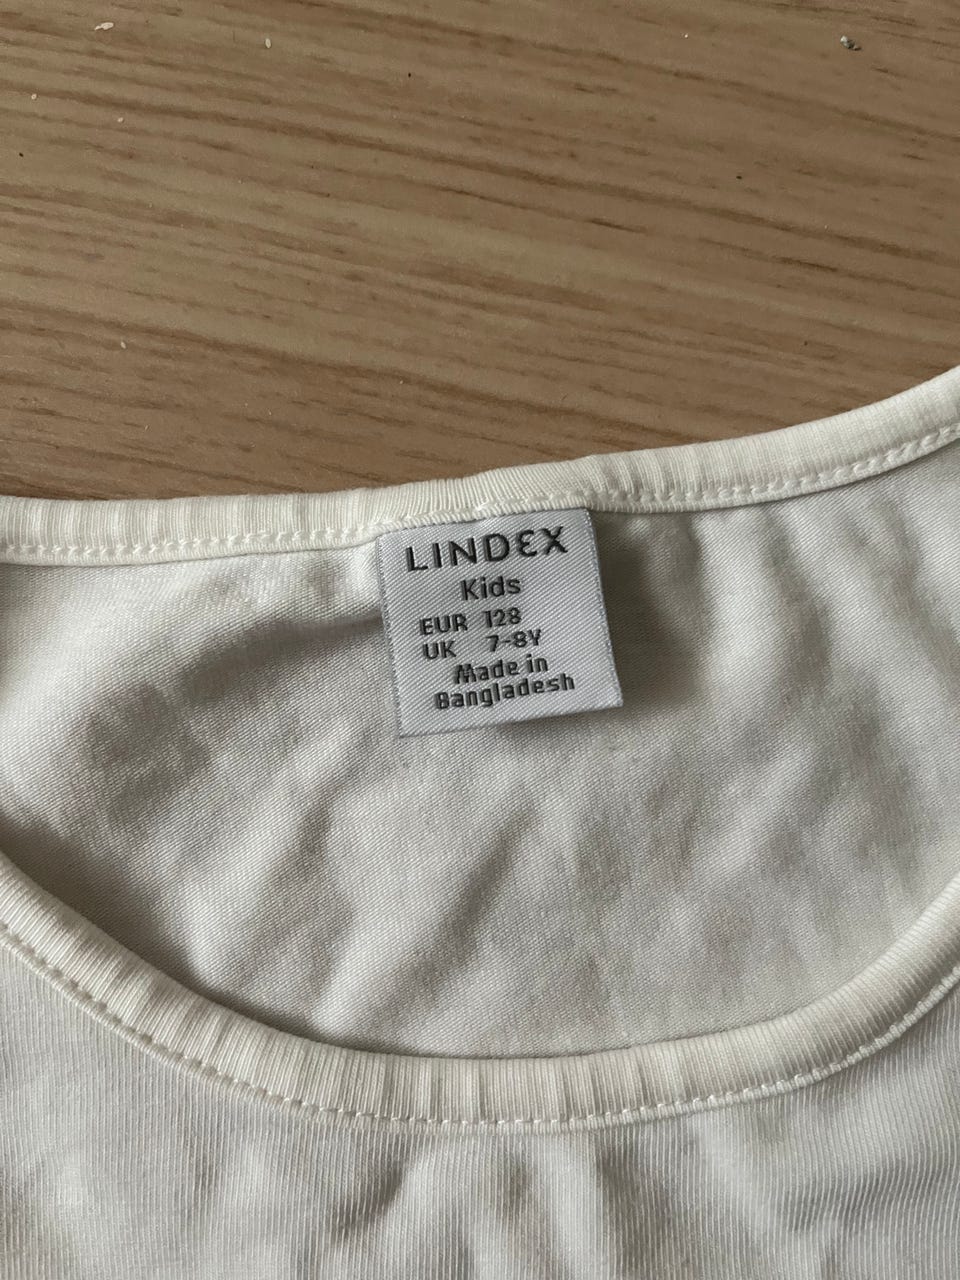 LINDEX
Kids
EUR 128
UK 7-8Y
Made in
Bangladesh